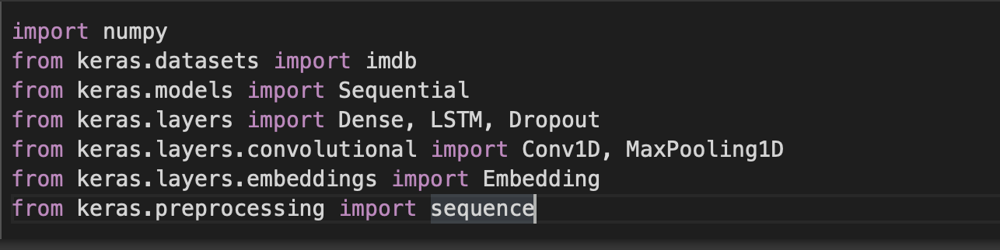 import numpy
from keras.datasets import imdb
from keras.models import Sequential
from keras.layers import Dense, LSTM, Dropout
from keras.layers.convolutional import Conv1D, MaxPooling1D
from keras.layers.embeddings import Embedding
from keras.preprocessing import sequence